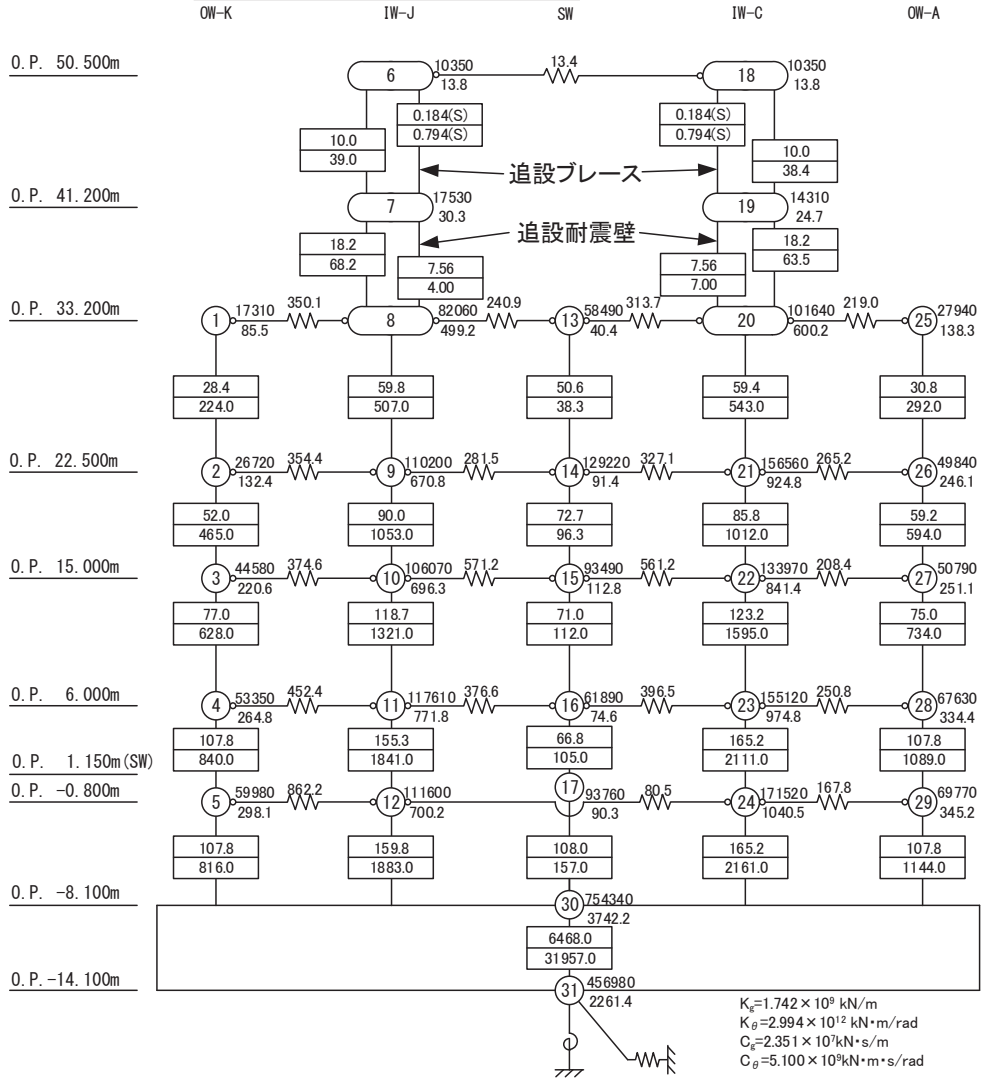 OW-K IW-J SW IW-C OW-A
O.P. 50.500m 6 10350 13.4 18 10350
13.8 13.8
0.184(S) 0.184(S)
0.794(S) 0.794(S)
10.0 10.0
39.0 追設ブレース 38.4
O.P. 41.200m 7 17530 19 14310
30.3 24.7
18.2 追設耐震壁 18.2
68.2 63.5
7.56 7.56
4.00 7.00
O.P. 33.200m 1 17310 350.1 8 82060 240.9 13 58490 313.7 20 101640 219.0 25 27940
85.5 499.2 40.4 600.2 138.3
28.4 59.8 50.6 59.4 30.8
224.0 507.0 38.3 543.0 292.0
O.P. 22.500m 2 26720 354.4 9 110200 281.5 14 129220 327.1 21 156560 265.2 26 49840
132.4 670.8 91.4 924.8 246.1
52.0 90.0 72.7 85.8 59.2
465.0 1053.0 96.3 1012.0 594.0
O.P. 15.000m 3 44580 374.6 10 106070 571.2 15 93490 561.2 22 133970 208.4 27 50790
220.6 696.3 112.8 841.4 251.1
77.0 118.7 71.0 123.2 75.0
628.0 1321.0 112.0 1595.0 734.0
O.P. 6.000m 4 53350 452.4 11 117610 376.6 16 61890 396.5 23 155120 250.8 28 67630
264.8 771.8 74.6 974.8 334.4
107.8 155.3 66.8 165.2 107.8
840.0 1841.0 105.0 2111.0 1089.0
O.P. 1.150m(SW) 17
O.P. -0.800m 5 59980 862.2 12 111600 93760 80.5 24 171520 167.8 29 69770
298.1 700.2 90.3 1040.5 345.2
107.8 159.8 108.0 165.2 107.8
816.0 1883.0 157.0 2161.0 1144.0
O.P. -8.100m 30 754340
3742.2
6468.0
31957.0
O.P.-14.100m 31 456980
2261.4
Kg=1.742×10⁹ kN/m
Kθ=2.994×10¹² kN・m/rad
Cg=2.351×10⁷kN・s/m
Cθ=5.100×10⁹kN・m・s/rad